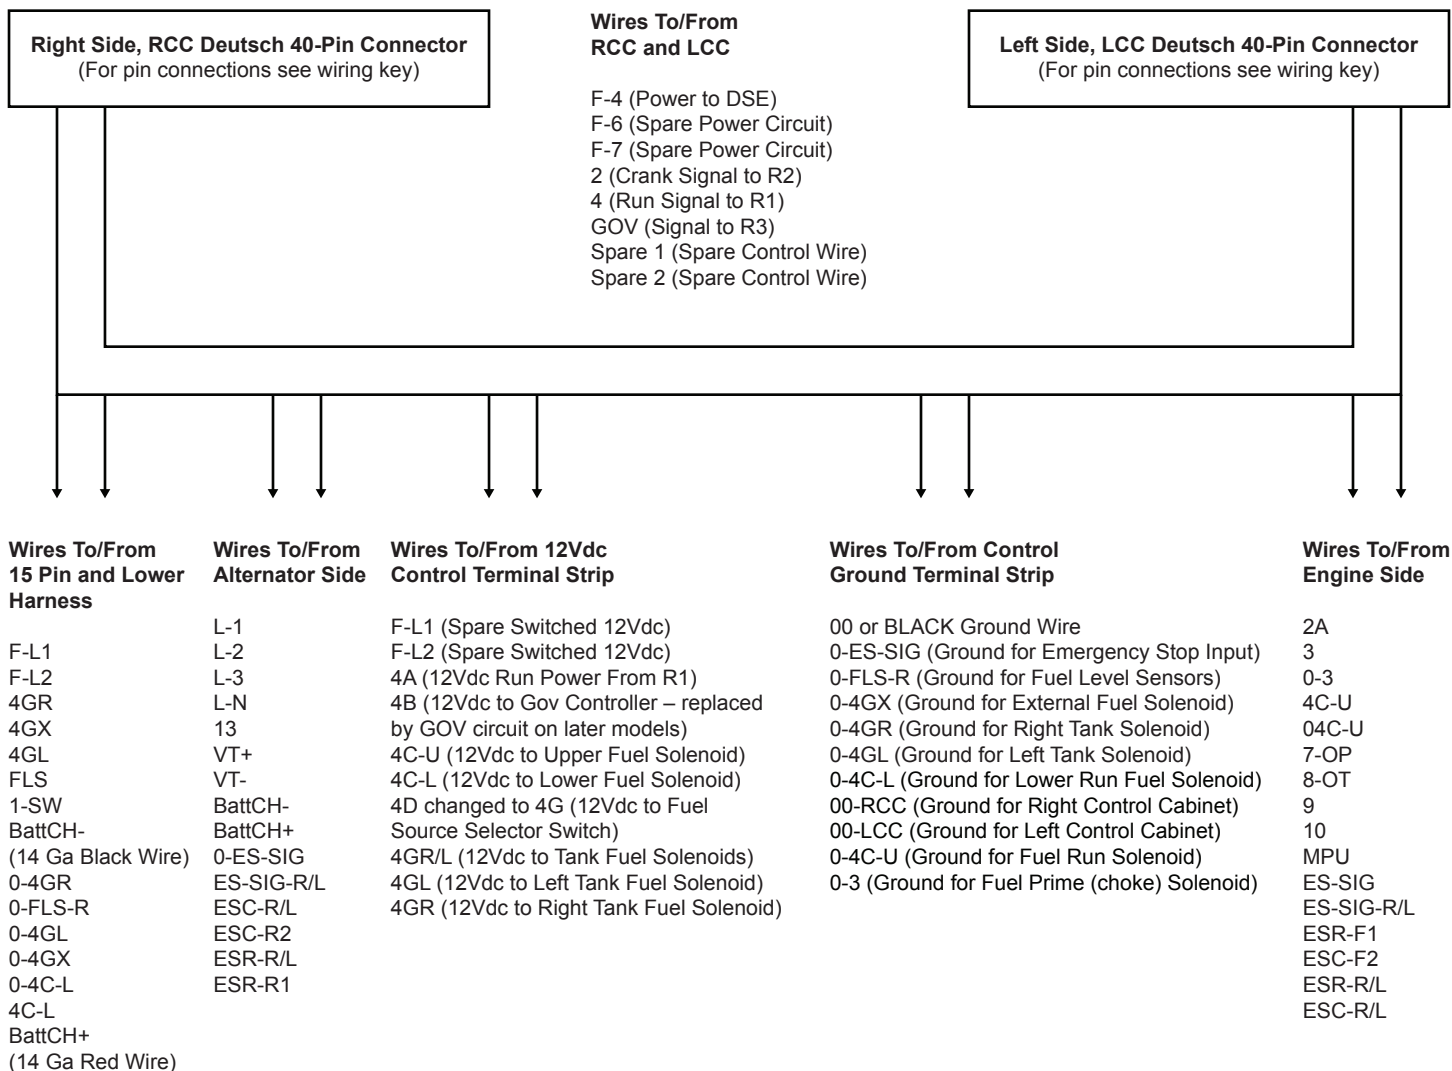 Right Side, RCC Deutsch 40-Pin Connector
(For pin connections see wiring key)
Wires To/From
RCC and LCC
F-4 (Power to DSE)
F-6 (Spare Power Circuit)
F-7 (Spare Power Circuit)
2 (Crank Signal to R2)
4 (Run Signal to R1)
GOV (Signal to R3)
Spare 1 (Spare Control Wire)
Spare 2 (Spare Control Wire)
Left Side, LCC Deutsch 40-Pin Connector
(For pin connections see wiring key)
Wires To/From
15 Pin and Lower
Harness
F-L1
F-L2
4GR
4GX
4GL
FLS
1-SW
BattCH-
(14 Ga Black Wire)
0-4GR
0-FLS-R
0-4GL
0-4GX
0-4C-L
4C-L
BattCH+
(14 Ga Red Wire)
Wires To/From
Alternator Side
L-1
L-2
L-3
L-N
13
VT+
VT-
BattCH-
BattCH+
0-ES-SIG
ES-SIG-R/L
ESC-R/L
ESC-R2
ESR-R/L
ESR-R1
Wires To/From 12Vdc
Control Terminal Strip
F-L1 (Spare Switched 12Vdc)
F-L2 (Spare Switched 12Vdc)
4A (12Vdc Run Power From R1)
4B (12Vdc to Gov Controller – replaced
by GOV circuit on later models)
4C-U (12Vdc to Upper Fuel Solenoid)
4C-L (12Vdc to Lower Fuel Solenoid)
4D changed to 4G (12Vdc to Fuel
Source Selector Switch)
4GR/L (12Vdc to Tank Fuel Solenoids)
4GL (12Vdc to Left Tank Fuel Solenoid)
4GR (12Vdc to Right Tank Fuel Solenoid)
Wires To/From Control
Ground Terminal Strip
00 or BLACK Ground Wire
0-ES-SIG (Ground for Emergency Stop Input)
0-FLS-R (Ground for Fuel Level Sensors)
0-4GX (Ground for External Fuel Solenoid)
0-4GR (Ground for Right Tank Solenoid)
0-4GL (Ground for Left Tank Solenoid)
0-4C-L (Ground for Lower Run Fuel Solenoid)
00-RCC (Ground for Right Control Cabinet)
00-LCC (Ground for Left Control Cabinet)
0-4C-U (Ground for Fuel Run Solenoid)
0-3 (Ground for Fuel Prime (choke) Solenoid)
Wires To/From
Engine Side
2A
3
0-3
4C-U
04C-U
7-OP
8-OT
9
10
MPU
ES-SIG
ES-SIG-R/L
ESR-F1
ESC-F2
ESR-R/L
ESC-R/L